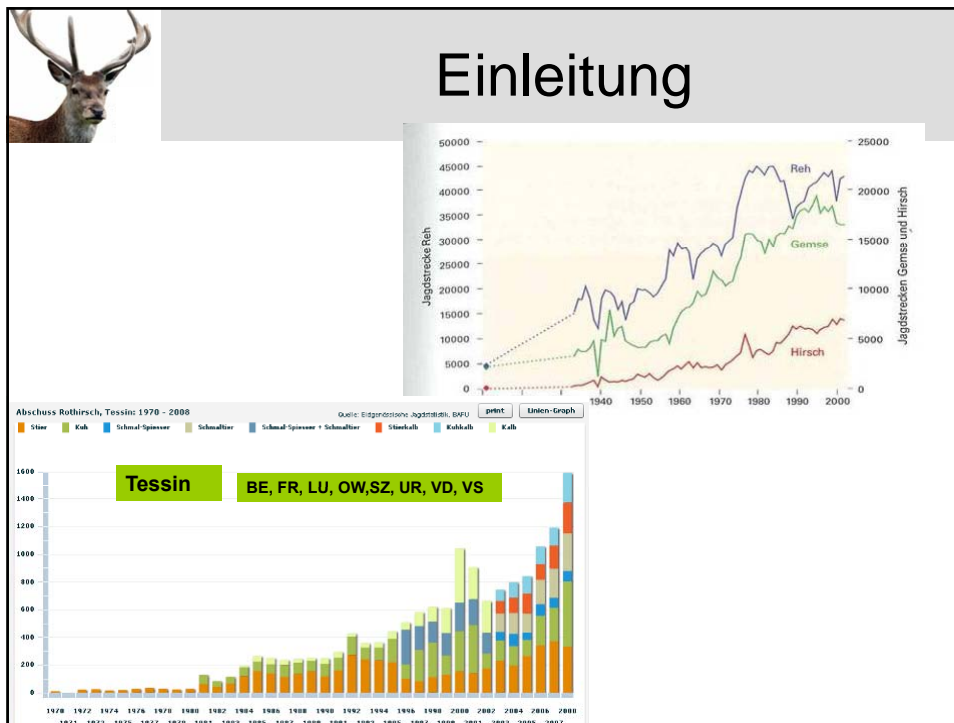 Einleitung
50000
45000
40000
35000
30000
25000
20000
15000
10000
5000
0
Jagdstrecke Reh
Reh
Gemse
Hirsch
25000
20000
15000
10000
5000
0
Jagdstrecken Gemse und Hirsch
1940 1950 1960 1970 1980 1990 2000
Abschuss Rothirsch, Tessin: 1970 - 2008
Quelle: Eidgenössische Jagdstatistik, BAFU
print
Linien-Graph
Stier Kuh Schmal-Spiesser Schmaltier Schmal-Spiesser + Schmaltier Stierkalb Kuhkalb Kalb
Tessin
BE, FR, LU, OW,SZ, UR, VD, VS
1600
1400
1200
1000
800
600
400
200
0
1970 1972 1974 1976 1978 1980 1982 1984 1986 1988 1990 1992 1994 1996 1998 2000 2002 2004 2006 2008